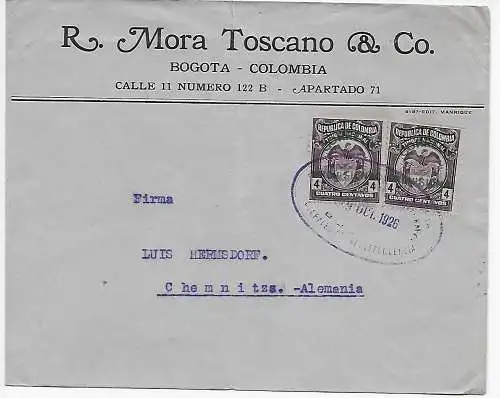 R. Mora Toscano & Co.
BOGOTA - COLOMBIA
CALLE 11 NUMERO 122 B - APARTADO 71
MANRIQUE
REPUBLICA DE COLOMBIA REPUBLICA DE COLOMBIA
4 4 4 4
CUATRO CENTAVOS CUATRO CENTAVOS
1926
Firma
LUIS HERMSDORF.
Chemnitzs.-Alemania